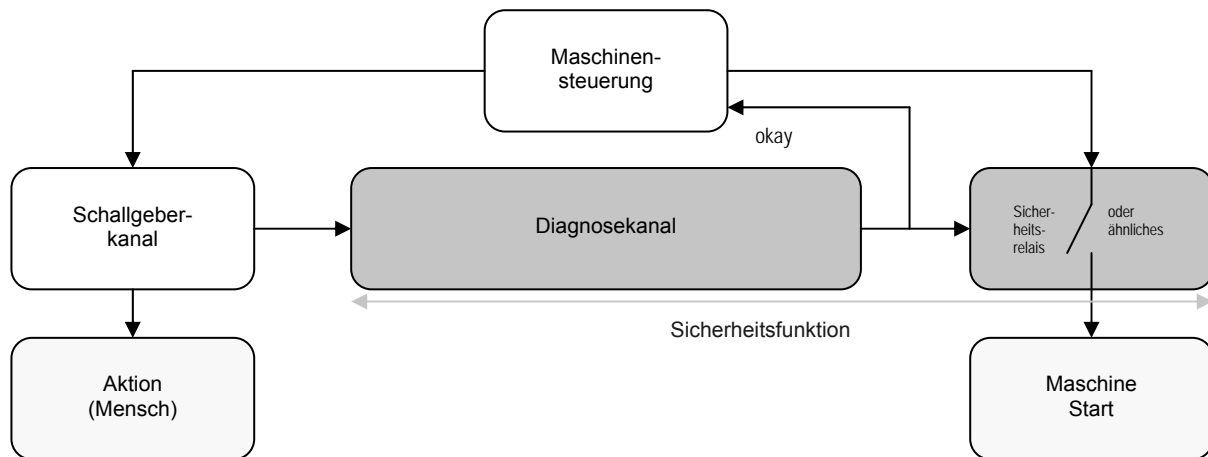 Maschinen-
steuerung
okay
Schallgeber-
kanal
Diagnosekanal
Sicher-
heits-
relais
oder
ähnliches
Sicherheitsfunktion
Aktion
(Mensch)
Maschine
Start